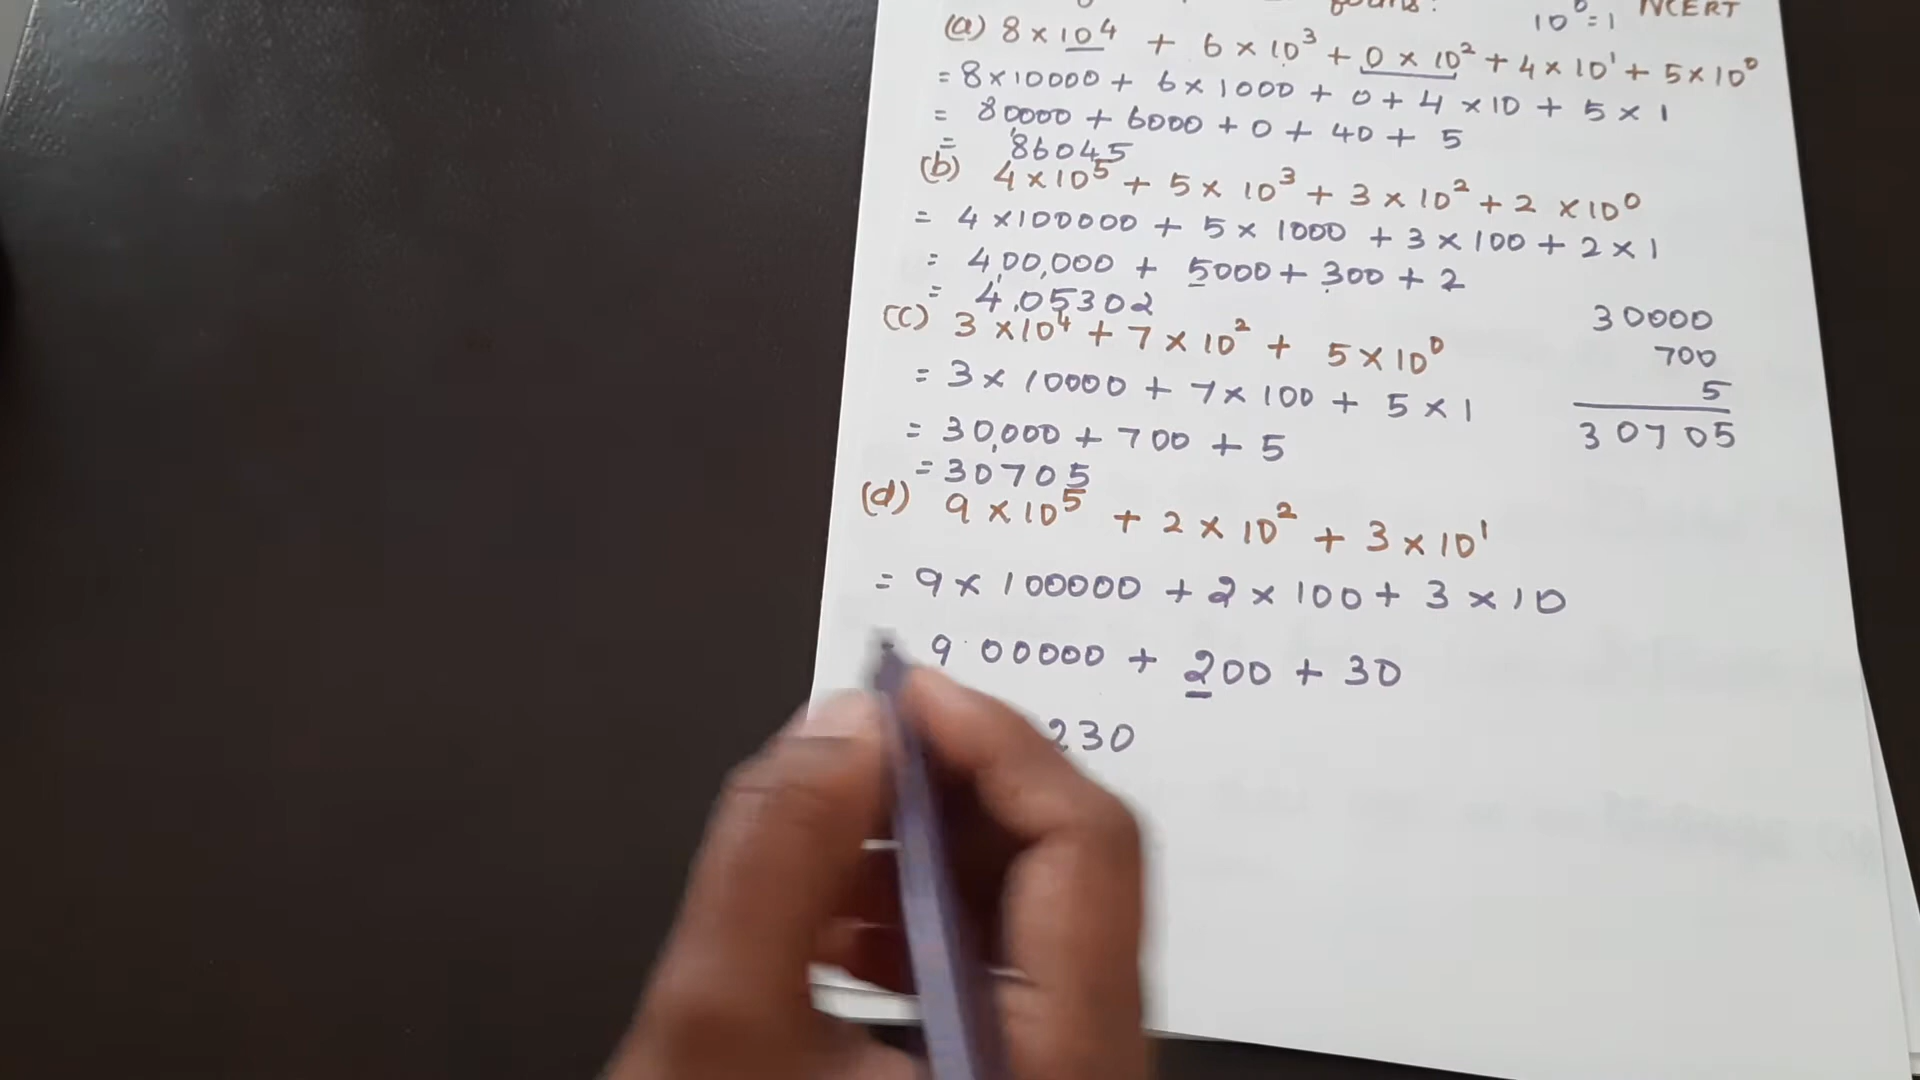 10⁰=1 NCERT
(a) 8 × 10⁴ + 6 × 10³ + 0 × 10² + 4 × 10¹ + 5 × 10⁰
= 8 × 10000 + 6 × 1000 + 0 + 4 × 10 + 5 × 1
= 80000 + 6000 + 0 + 40 + 5
= 86045
(b) 4 × 10⁵ + 5 × 10³ + 3 × 10² + 2 × 10⁰
= 4 × 100000 + 5 × 1000 + 3 × 100 + 2 × 1
= 4,00,000 + 5000 + 300 + 2
= 4,05302
(c) 3 × 10⁴ + 7 × 10² + 5 × 10⁰
= 3 × 10000 + 7 × 100 + 5 × 1
= 30,000 + 700 + 5
= 30705
30000
700
5
30705
(d) 9 × 10⁵ + 2 × 10² + 3 × 10¹
= 9 × 100000 + 2 × 100 + 3 × 10
= 900000 + 200 + 30
230